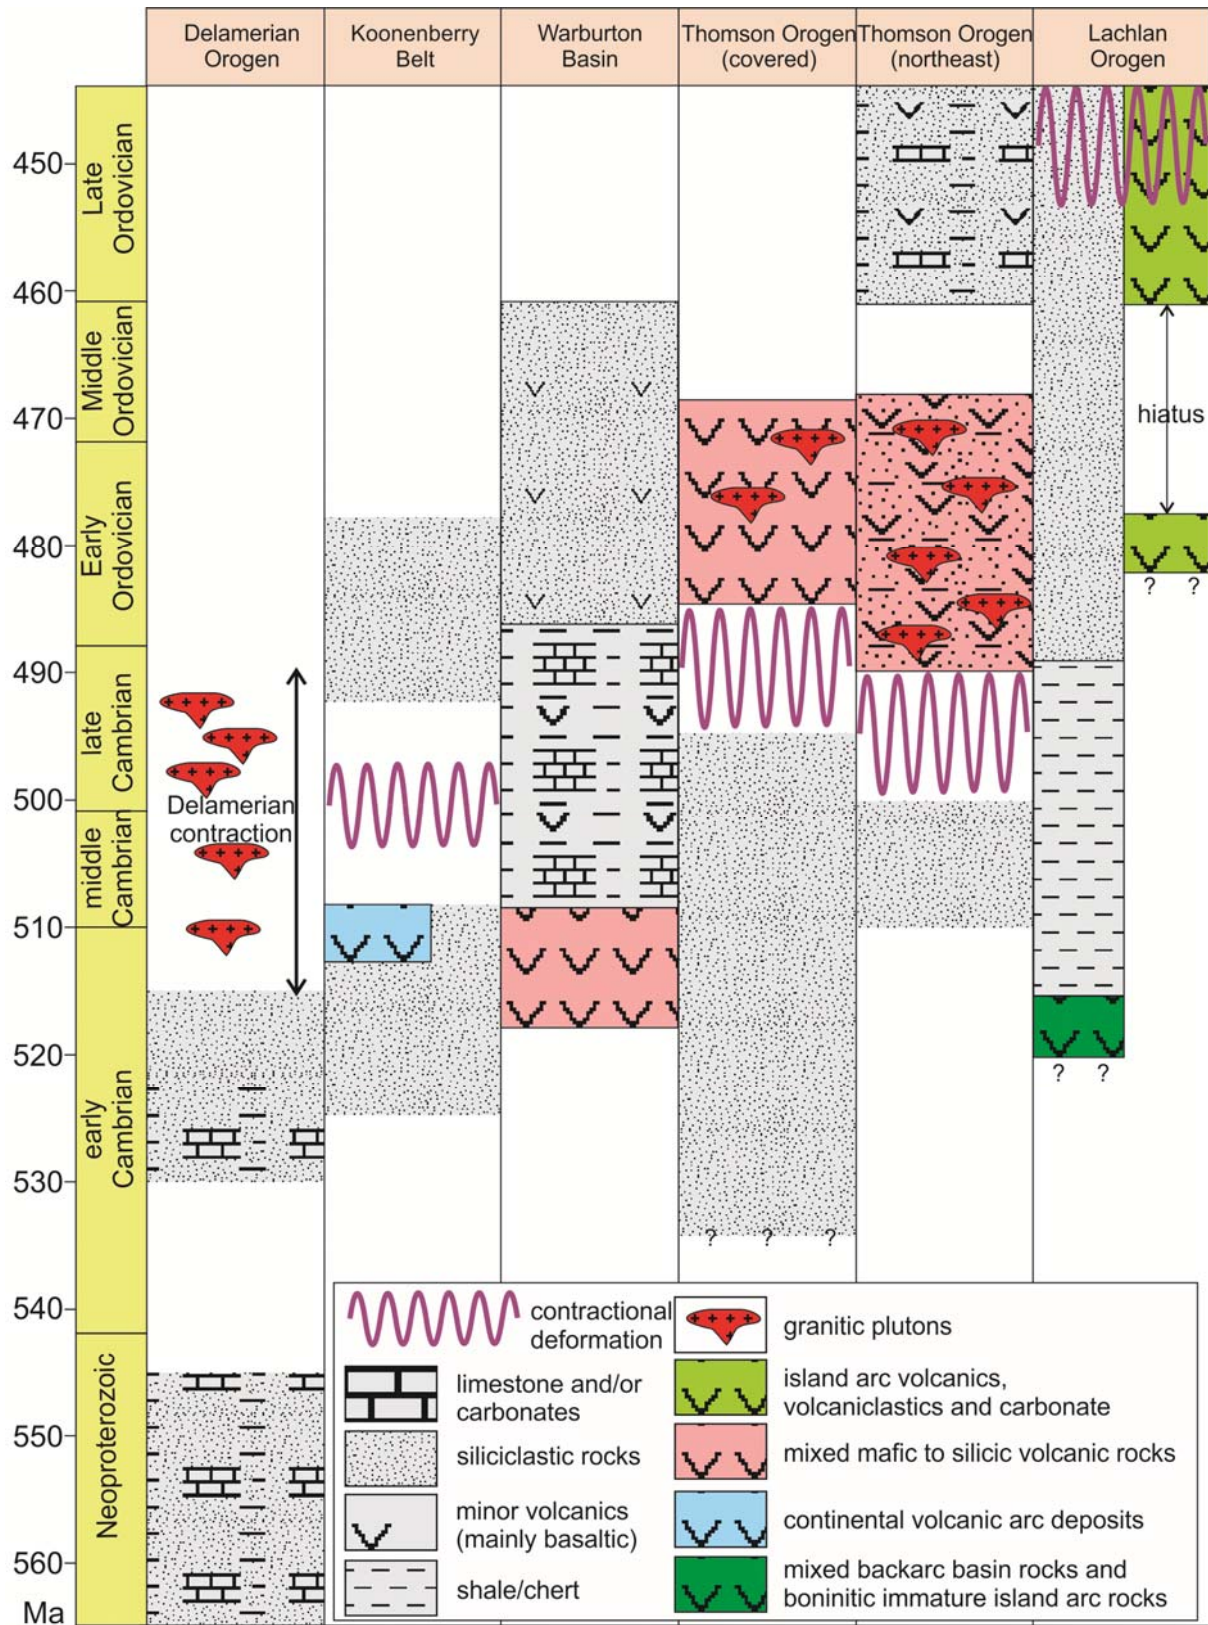 Delamerian
Orogen
Koonenberry
Belt
Warburton
Basin
Thomson Orogen
(covered)
Thomson Orogen
(northeast)
Lachlan
Orogen
450
460
470
480
490
500
510
520
530
540
550
560
Ma
Late
Ordovician
Middle
Ordovician
Early
Ordovician
late
Cambrian
middle
Cambrian
early
Cambrian
Neoproterozoic
Delamerian
contraction
hiatus
? ?
? ?
? ? ?
contractional
deformation
limestone and/or
carbonates
siliciclastic rocks
minor volcanics
(mainly basaltic)
shale/chert
granitic plutons
island arc volcanics,
volcaniclastics and carbonate
mixed mafic to silicic volcanic rocks
continental volcanic arc deposits
mixed backarc basin rocks and
boninitic immature island arc rocks